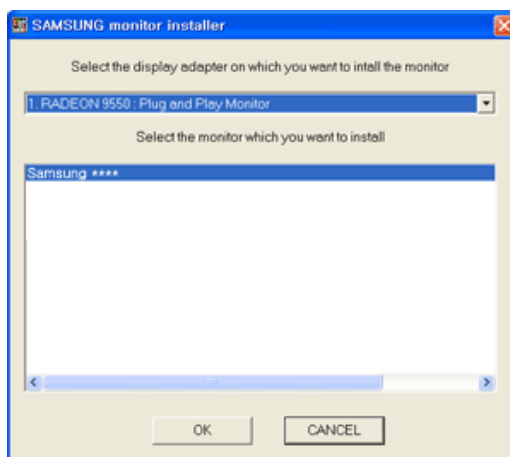 SAMSUNG monitor installer
Select the display adapter on which you want to intall the monitor
1. RADEON 9550 : Plug and Play Monitor
Select the monitor which you want to install
Samsung ****
OK
CANCEL